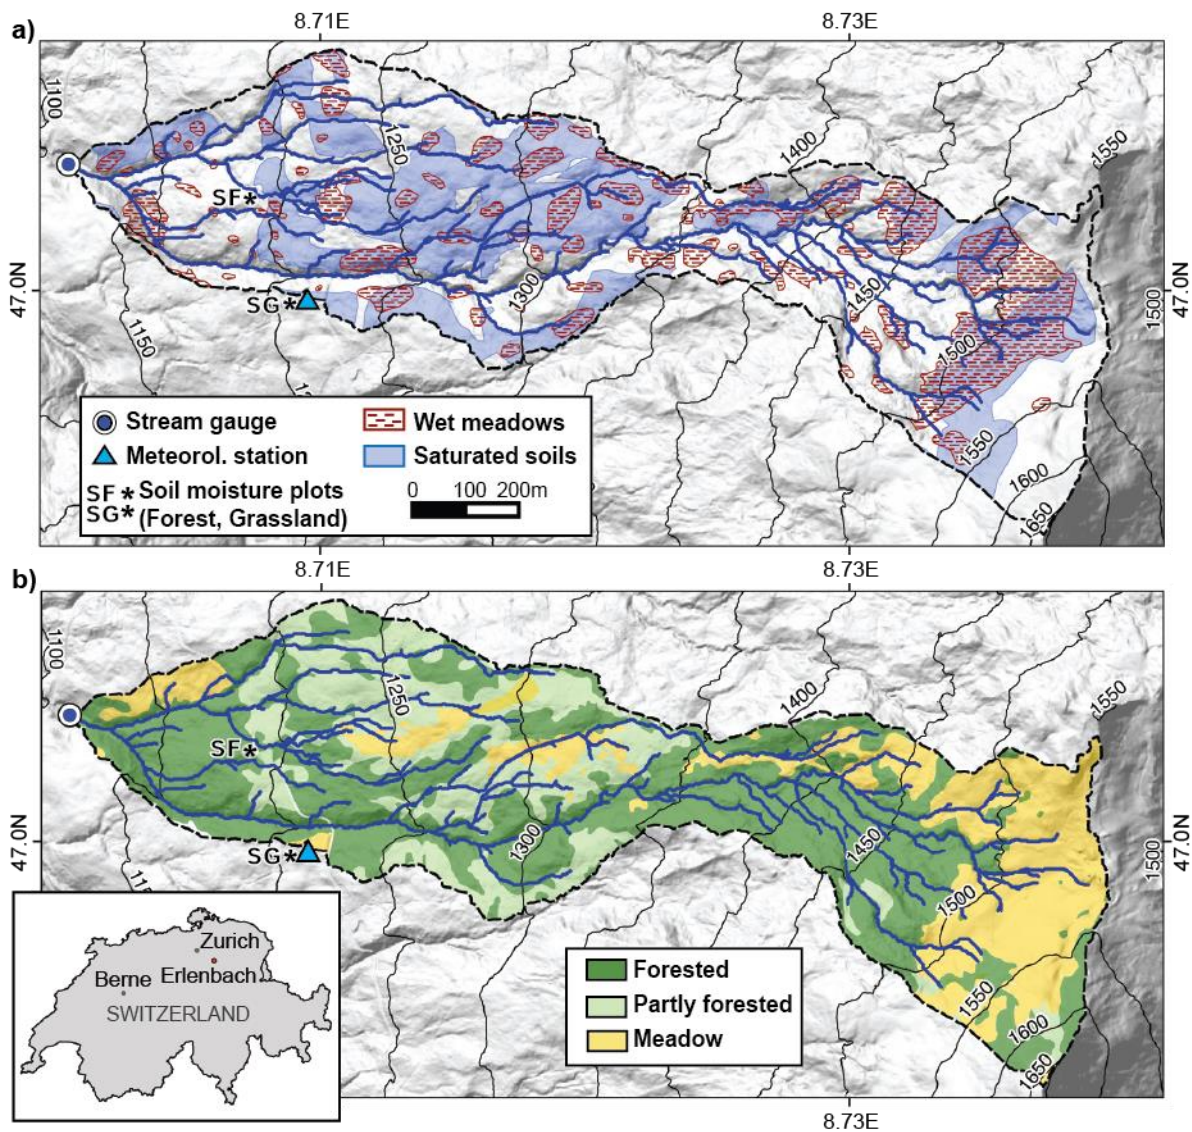 8.71E
8.73E
a)
1100
1400
1550
1250
SF*
47.0N
SG*
1300
1450
1500
47.0N
1150
1500
Stream gauge
Wet meadows
Meteorol. station
Saturated soils
SF* Soil moisture plots
SG* (Forest, Grassland)
0 100 200m
1550
1600
1650
8.71E
8.73E
b)
1100
1400
1550
1250
SF*
47.0N
SG*
1300
1450
1500
47.0N
1500
Zurich
Berne Erlenbach
SWITZERLAND
Forested
Partly forested
Meadow
1550
1600
1650
8.73E